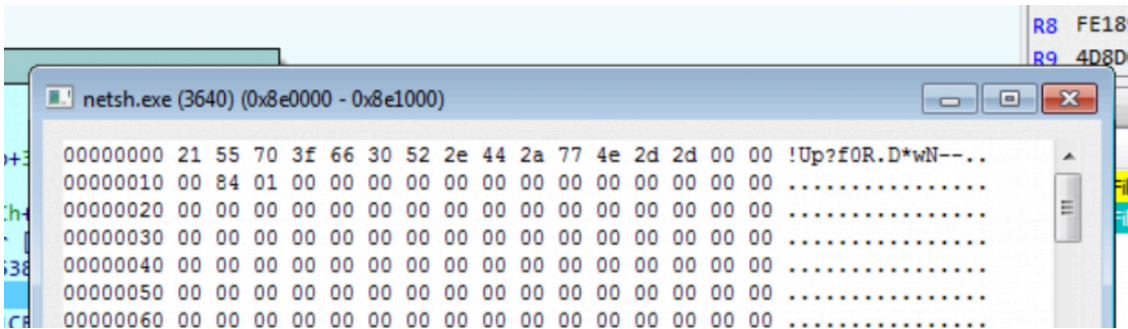 R8 FE18
R9 4D8D
netsh.exe (3640) (0x8e0000 - 0x8e1000)
00000000 21 55 70 3f 66 30 52 2e 44 2a 77 4e 2d 2d 00 00 !Up?f0R.D*wN--..
00000010 00 84 01 00 00 00 00 00 00 00 00 00 00 00 00 00 ................
00000020 00 00 00 00 00 00 00 00 00 00 00 00 00 00 00 00 ................
00000030 00 00 00 00 00 00 00 00 00 00 00 00 00 00 00 00 ................
00000040 00 00 00 00 00 00 00 00 00 00 00 00 00 00 00 00 ................
00000050 00 00 00 00 00 00 00 00 00 00 00 00 00 00 00 00 ................
00000060 00 00 00 00 00 00 00 00 00 00 00 00 00 00 00 00 ................